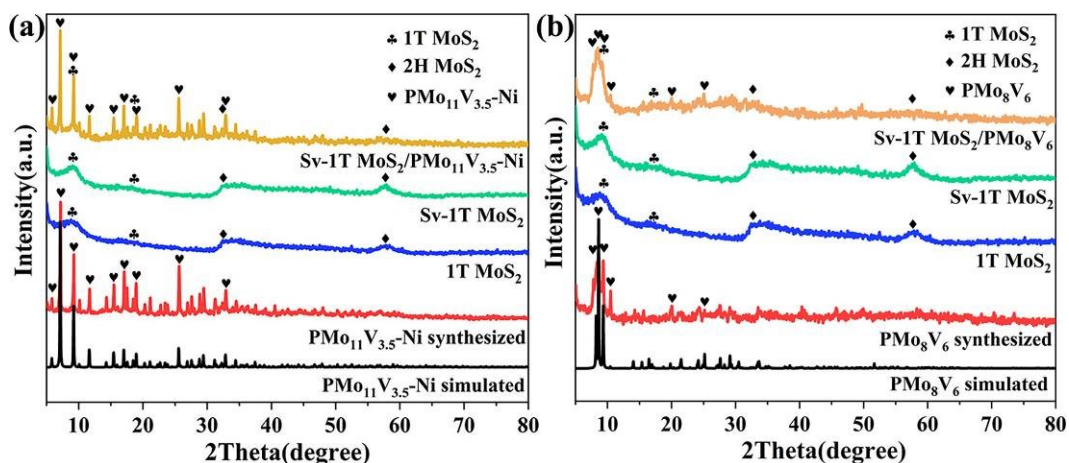 (a)
Intensity(a.u.)
♣ 1T MoS₂
♦ 2H MoS₂
♥ PMo₁₁V₃.₅-Ni
Sv-1T MoS₂/PMo₁₁V₃.₅-Ni
Sv-1T MoS₂
1T MoS₂
PMo₁₁V₃.₅-Ni synthesized
PMo₁₁V₃.₅-Ni simulated
10 20 30 40 50 60 70 80
2Theta(degree)
(b)
Intensity(a.u.)
♣ 1T MoS₂
♦ 2H MoS₂
♥ PMo₈V₆
Sv-1T MoS₂/PMo₈V₆
Sv-1T MoS₂
1T MoS₂
PMo₈V₆ synthesized
PMo₈V₆ simulated
10 20 30 40 50 60 70 80
2Theta(degree)